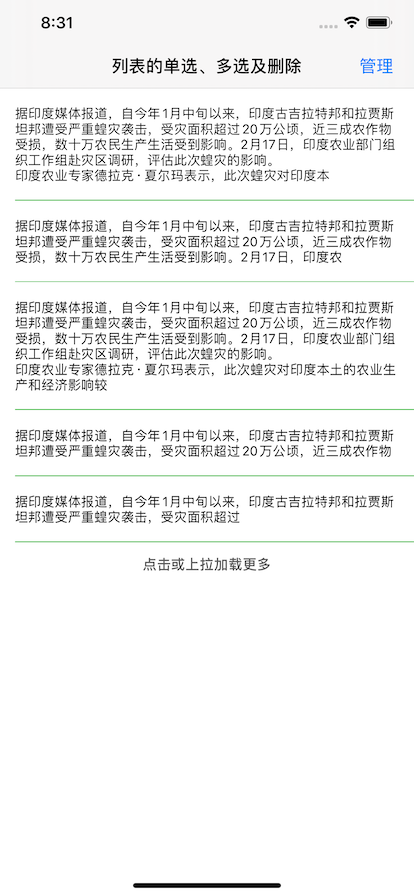 8:31
列表的单选、多选及删除
管理
据印度媒体报道，自今年1月中旬以来，印度古吉拉特邦和拉贾斯
坦邦遭受严重蝗灾袭击，受灾面积超过20万公顷，近三成农作物
受损，数十万农民生产生活受到影响。2月17日，印度农业部门组
织工作组赴灾区调研，评估此次蝗灾的影响。
印度农业专家德拉克·夏尔玛表示，此次蝗灾对印度本
据印度媒体报道，自今年1月中旬以来，印度古吉拉特邦和拉贾斯
坦邦遭受严重蝗灾袭击，受灾面积超过20万公顷，近三成农作物
受损，数十万农民生产生活受到影响。2月17日，印度农
据印度媒体报道，自今年1月中旬以来，印度古吉拉特邦和拉贾斯
坦邦遭受严重蝗灾袭击，受灾面积超过20万公顷，近三成农作物
受损，数十万农民生产生活受到影响。2月17日，印度农业部门组
织工作组赴灾区调研，评估此次蝗灾的影响。
印度农业专家德拉克·夏尔玛表示，此次蝗灾对印度本土的农业生
产和经济影响较
据印度媒体报道，自今年1月中旬以来，印度古吉拉特邦和拉贾斯
坦邦遭受严重蝗灾袭击，受灾面积超过20万公顷，近三成农作物
据印度媒体报道，自今年1月中旬以来，印度古吉拉特邦和拉贾斯
坦邦遭受严重蝗灾袭击，受灾面积超过
点击或上拉加载更多